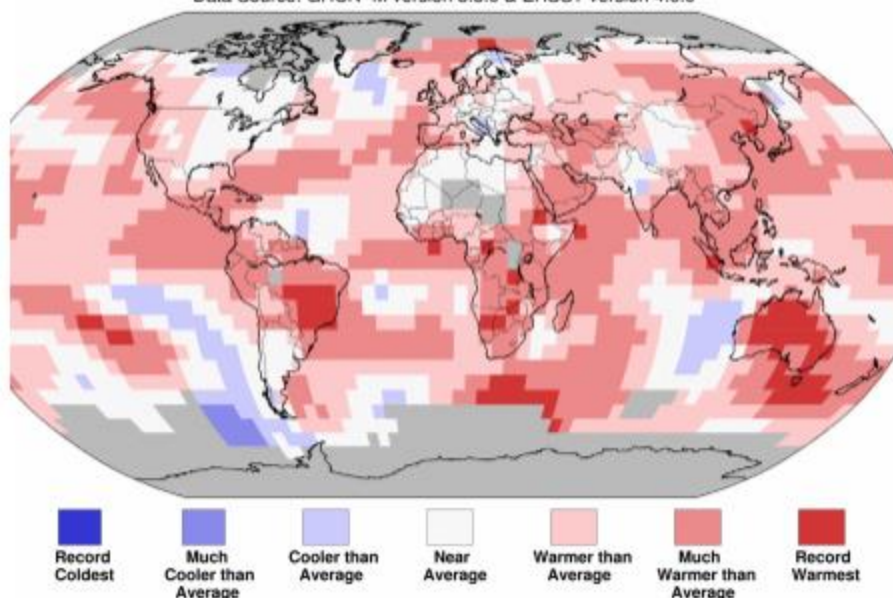 Record
Coldest
Much
Cooler than
Average
Cooler than
Average
Near
Average
Warmer than
Average
Much
Warmer than
Average
Record
Warmest